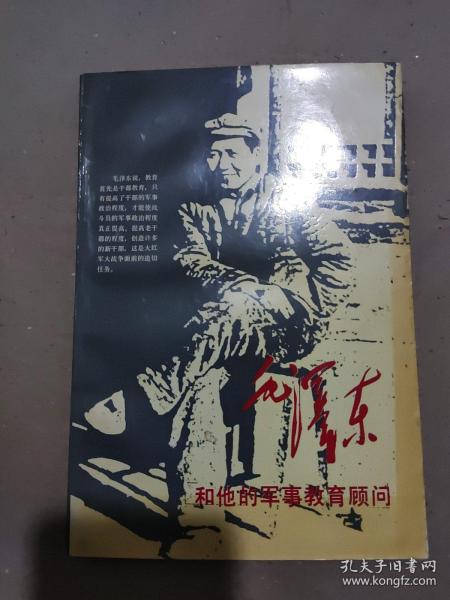 毛泽东说，教育
首先是干部教育，只
有提高了干部的军事
政治程度，才能使战
斗员的军事政治程度
真正提高，提高老干
部的程度，创造许多
的新干部，这是大红
军大战争面前的迫切
任务。
毛泽东
和他的军事教育顾问
孔夫子旧书网
www.kongfz.com